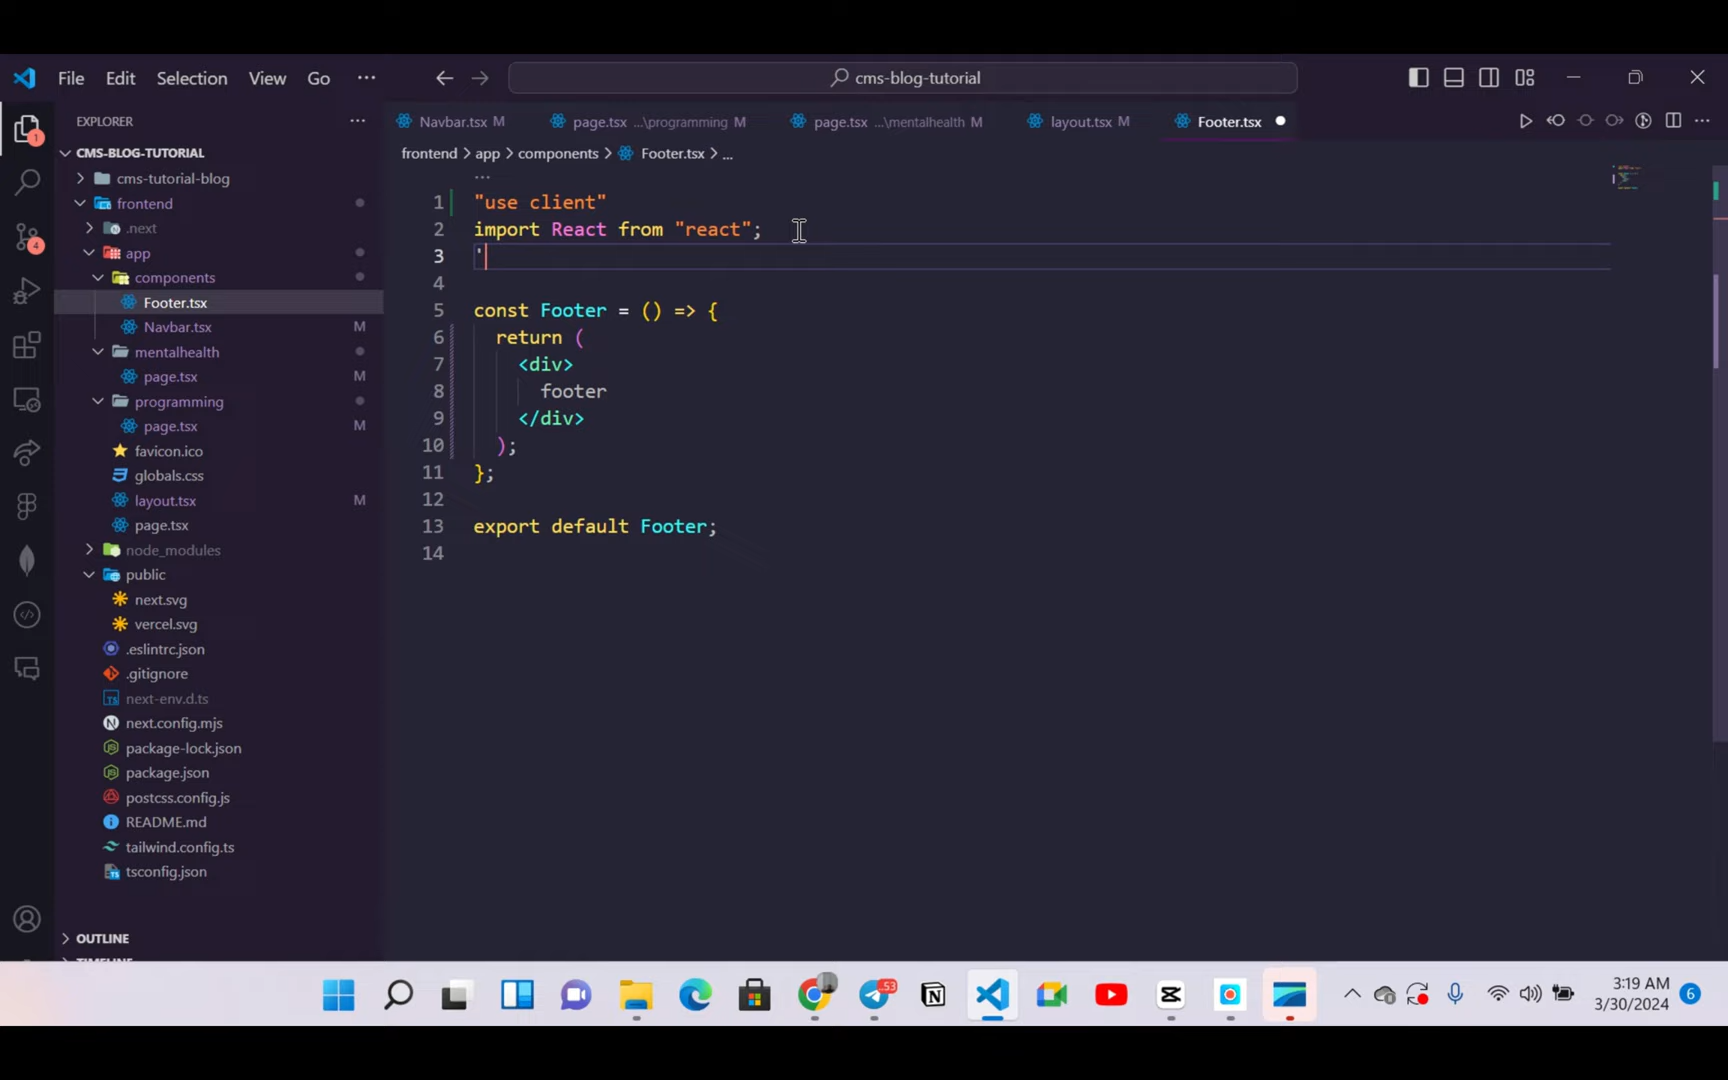 File Edit Selection View Go ···
cms-blog-tutorial
EXPLORER ···
CMS-BLOG-TUTORIAL
cms-tutorial-blog
frontend
.next
app
components
Footer.tsx
Navbar.tsx M
mentalhealth
page.tsx M
programming
page.tsx M
favicon.ico
globals.css
layout.tsx M
page.tsx
node_modules
public
next.svg
vercel.svg
.eslintrc.json
.gitignore
next-env.d.ts
next.config.mjs
package-lock.json
package.json
postcss.config.js
README.md
tailwind.config.ts
tsconfig.json
OUTLINE
1
4
Navbar.tsx M page.tsx ...\programming M page.tsx ...\mentalhealth M layout.tsx M Footer.tsx
frontend > app > components > Footer.tsx > ...
1 "use client"
2 import React from "react";
3 '
4
5 const Footer = () => {
6 return (
7 <div>
8 footer
9 </div>
10 );
11 };
12
13 export default Footer;
14
53
3:19 AM
3/30/2024
6